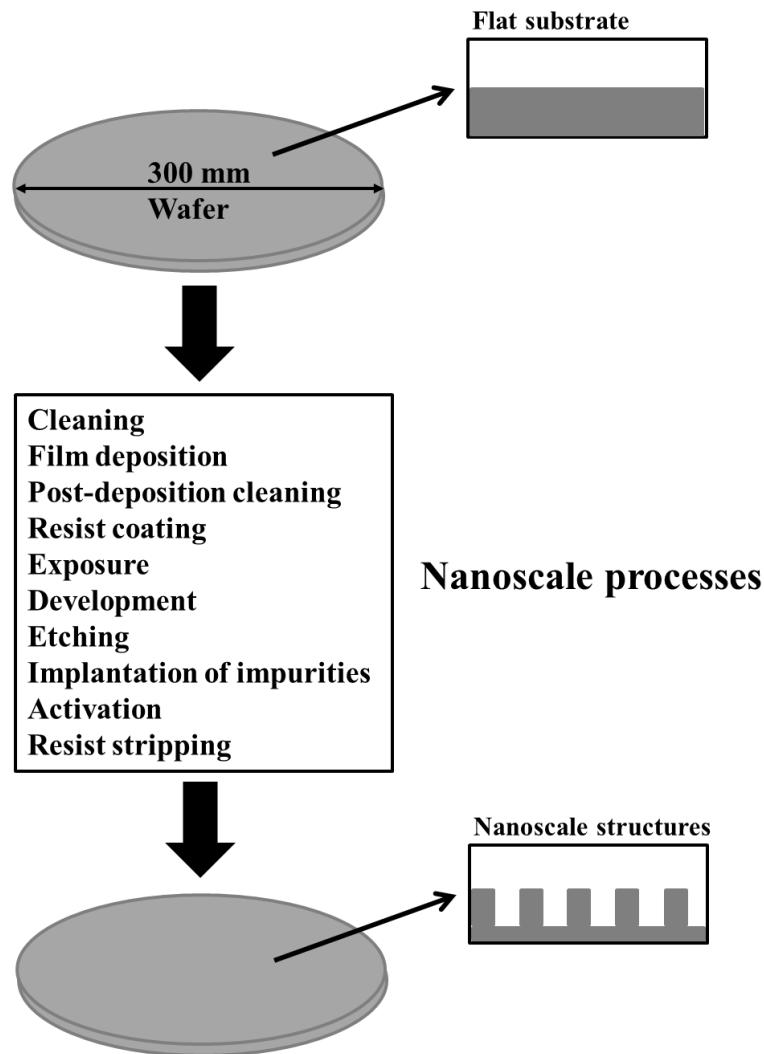 Flat substrate
300 mm
Wafer
Cleaning
Film deposition
Post-deposition cleaning
Resist coating
Exposure
Development
Etching
Implantation of impurities
Activation
Resist stripping
Nanoscale processes
Nanoscale structures